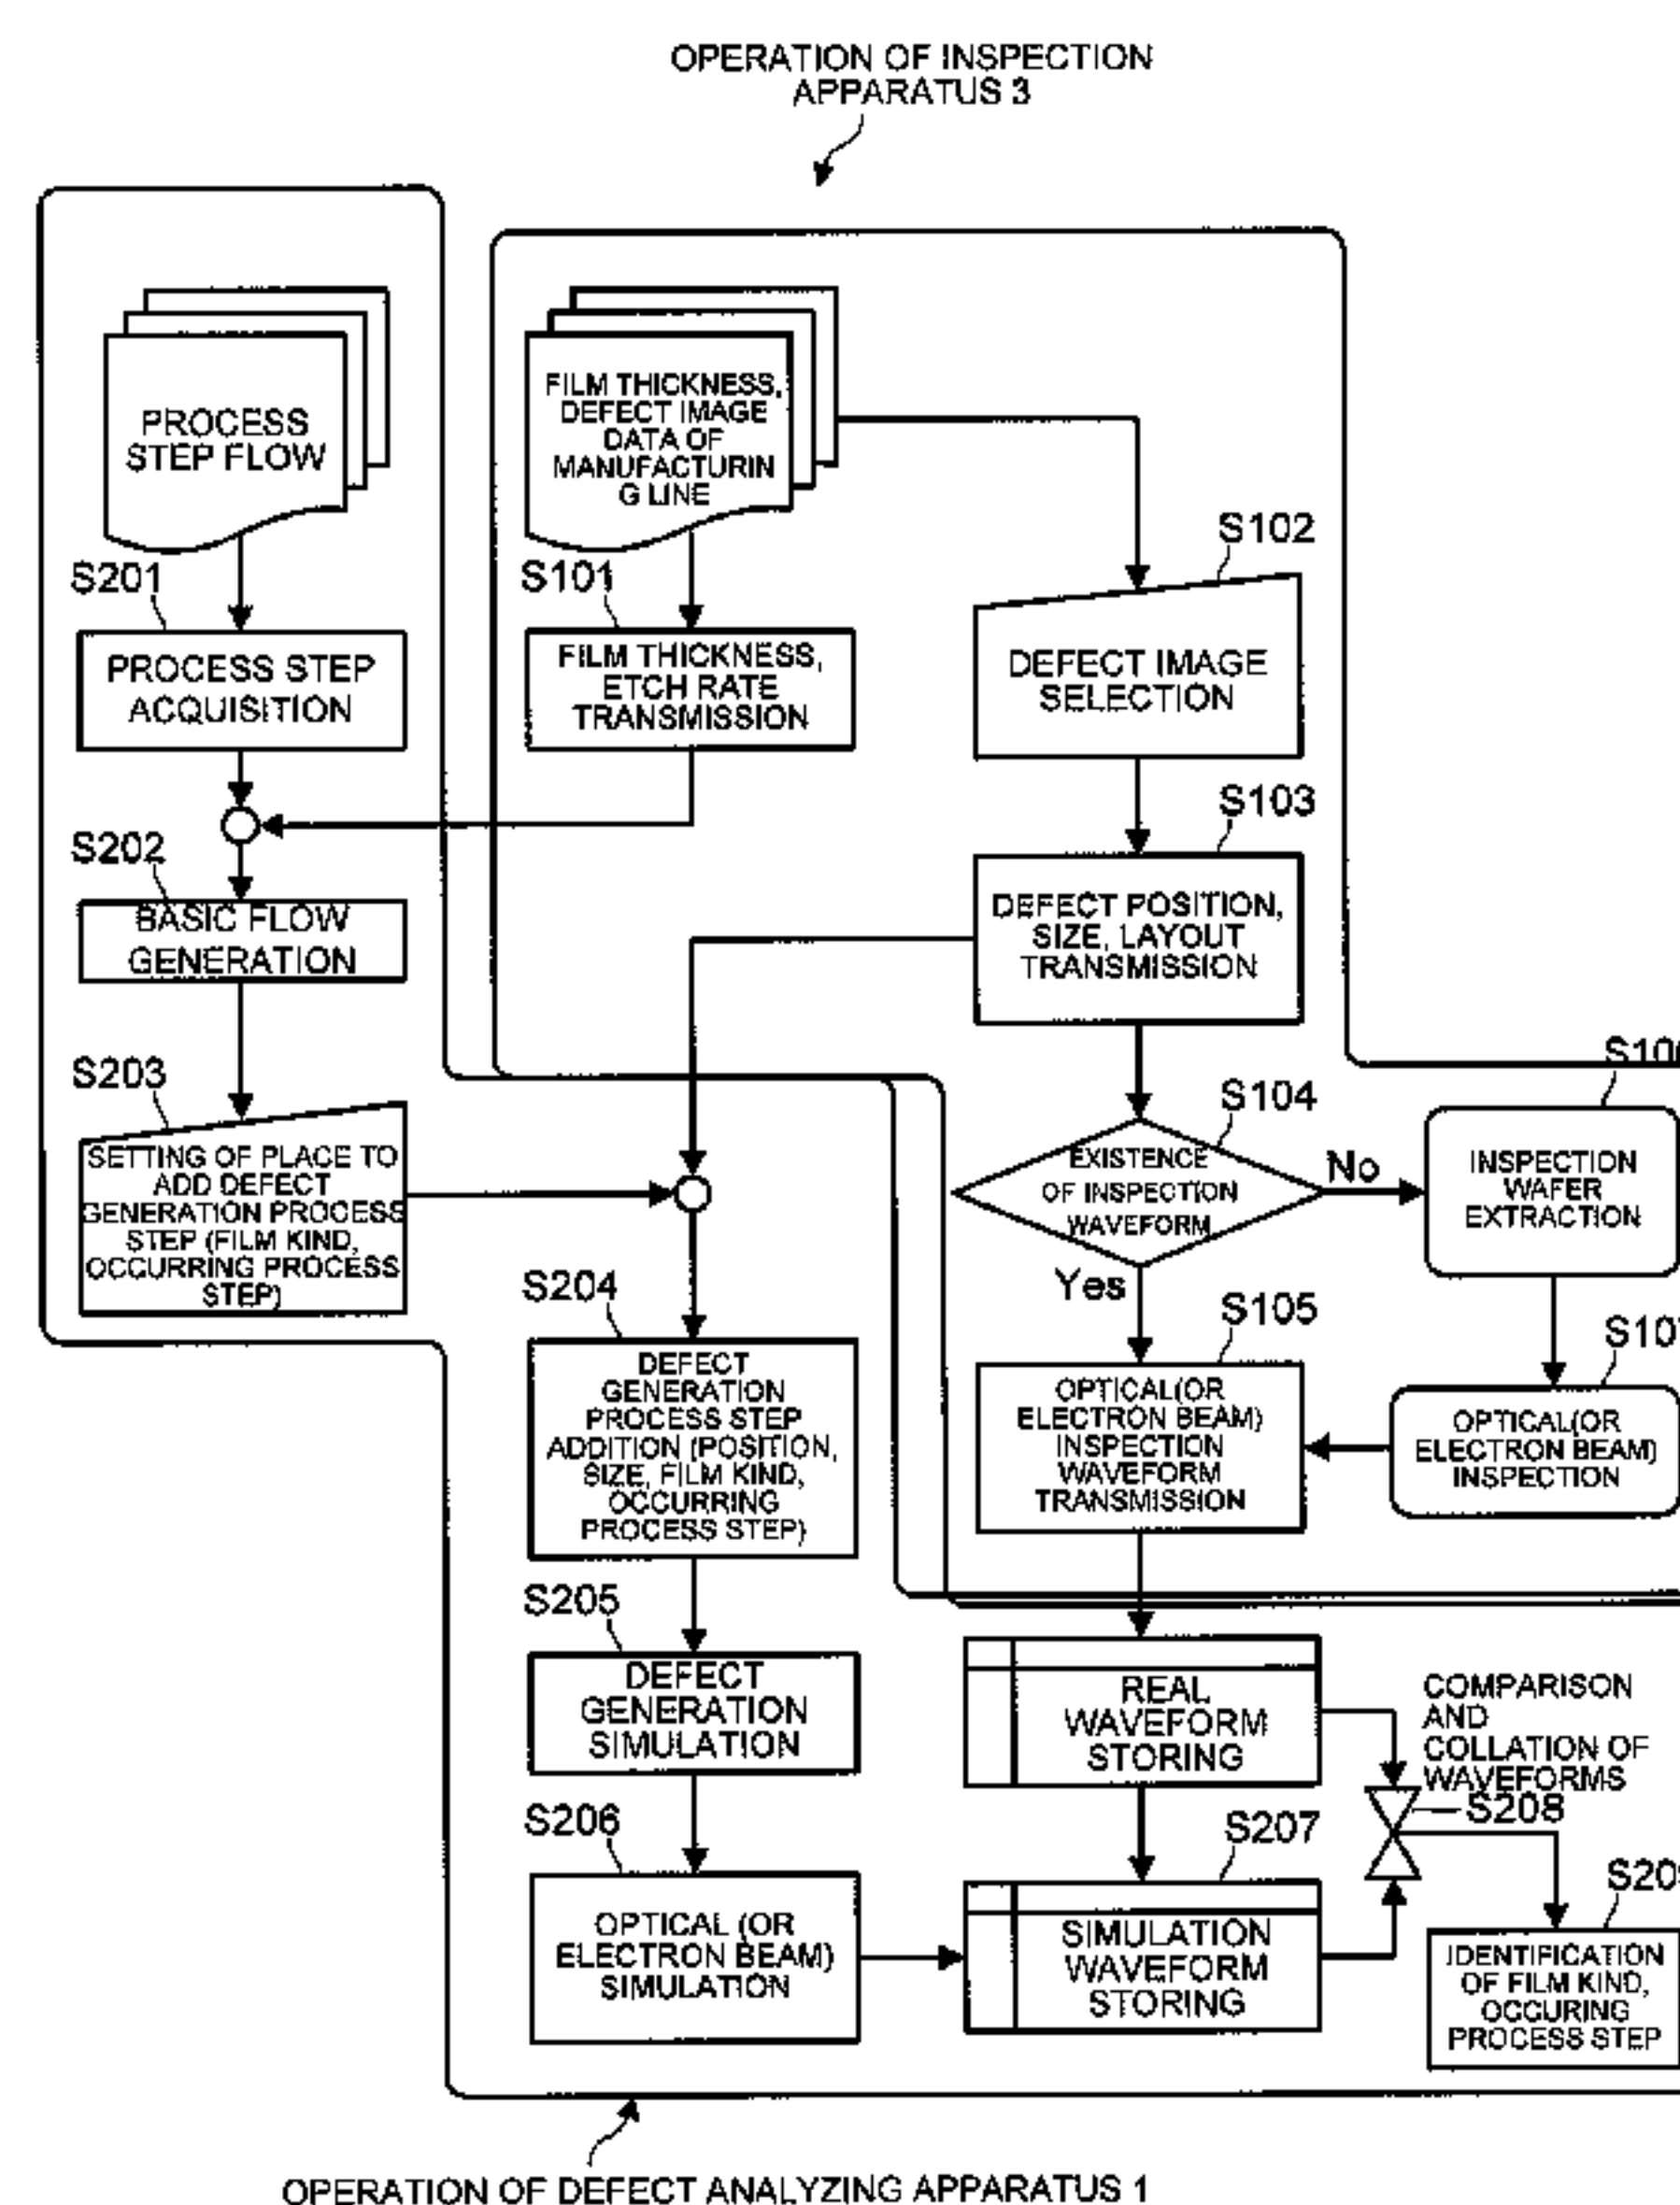 OPERATION OF INSPECTION
APPARATUS 3
PROCESS
STEP FLOW
FILM THICKNESS,
DEFECT IMAGE
DATA OF
MANUFACTURIN
G LINE
S201
PROCESS STEP
ACQUISITION
S101
FILM THICKNESS,
ETCH RATE
TRANSMISSION
S102
DEFECT IMAGE
SELECTION
S202
BASIC FLOW
GENERATION
S103
DEFECT POSITION,
SIZE, LAYOUT
TRANSMISSION
S203
SETTING OF PLACE TO
ADD DEFECT
GENERATION PROCESS
STEP (FILM KIND,
OCCURRING PROCESS
STEP)
S104
EXISTENCE
OF INSPECTION
WAVEFORM
No
Yes
INSPECTION
WAFER
EXTRACTION
S204
DEFECT
GENERATION
PROCESS STEP
ADDITION (POSITION,
SIZE, FILM KIND,
OCCURRING
PROCESS STEP)
S105
OPTICAL(OR
ELECTRON BEAM)
INSPECTION
WAVEFORM
TRANSMISSION
OPTICAL(OR
ELECTRON BEAM)
INSPECTION
S205
DEFECT
GENERATION
SIMULATION
REAL
WAVEFORM
STORING
COMPARISON
AND
COLLATION OF
WAVEFORMS
S208
S206
OPTICAL (OR
ELECTRON BEAM)
SIMULATION
S207
SIMULATION
WAVEFORM
STORING
IDENTIFICATION
OF FILM KIND,
OCCURING
PROCESS STEP
OPERATION OF DEFECT ANALYZING APPARATUS 1